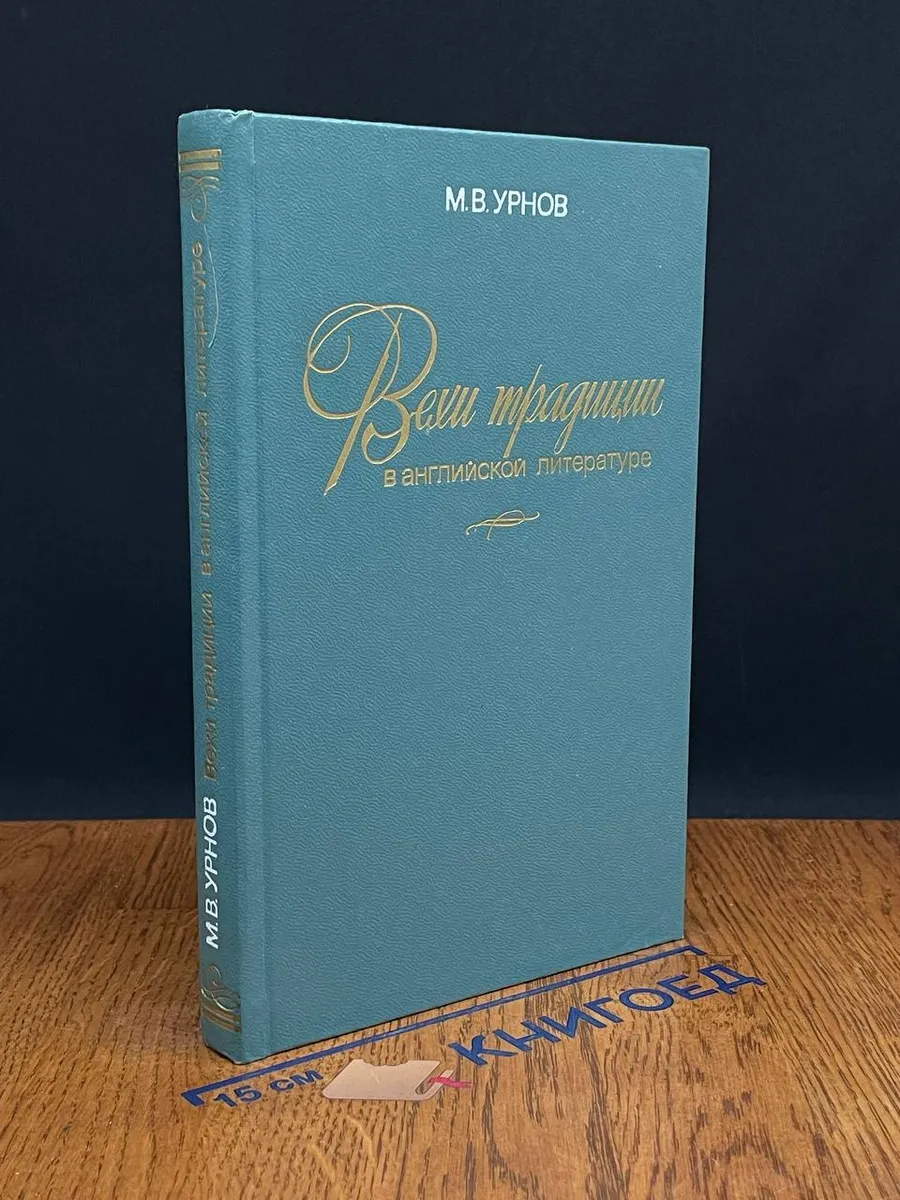 М.В.УРНОВ
Вехи традиции
в английской литературе
М.В. УРНОВ Вехи традиции в английской литературе
15 см КНИГОЕД